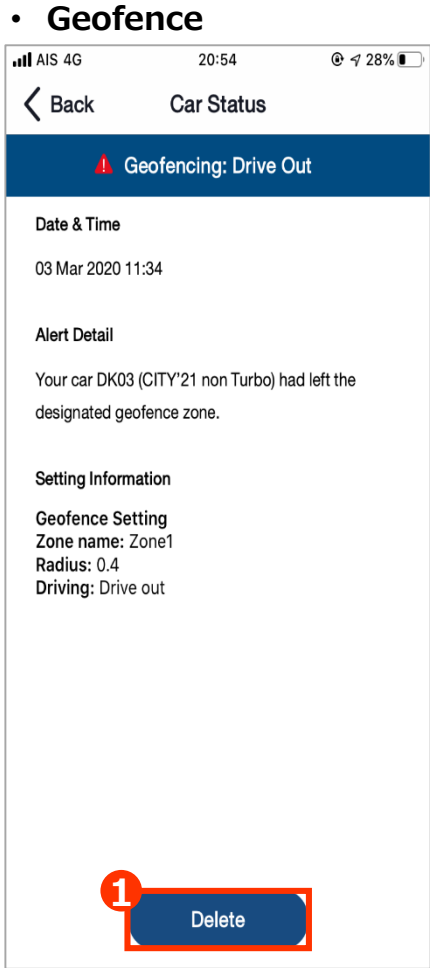 • Geofence
AIS 4G 20:54 28%
Back Car Status
Geofencing: Drive Out
Date & Time
03 Mar 2020 11:34
Alert Detail
Your car DK03 (CITY'21 non Turbo) had left the
designated geofence zone.
Setting Information
Geofence Setting
Zone name: Zone1
Radius: 0.4
Driving: Drive out
1
Delete